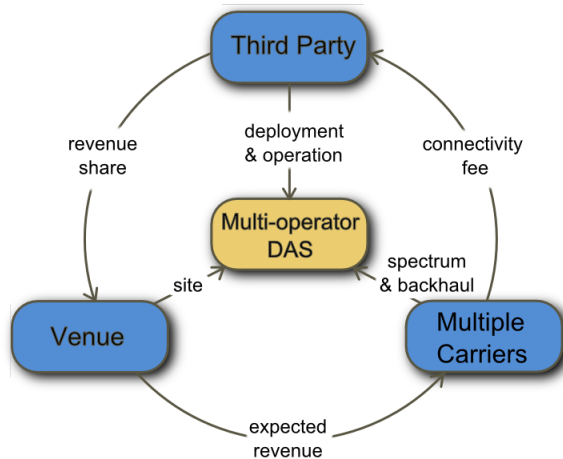 Third Party
revenue
share
deployment
& operation
connectivity
fee
Multi-operator
DAS
spectrum
& backhaul
site
Venue
Multiple
Carriers
expected
revenue